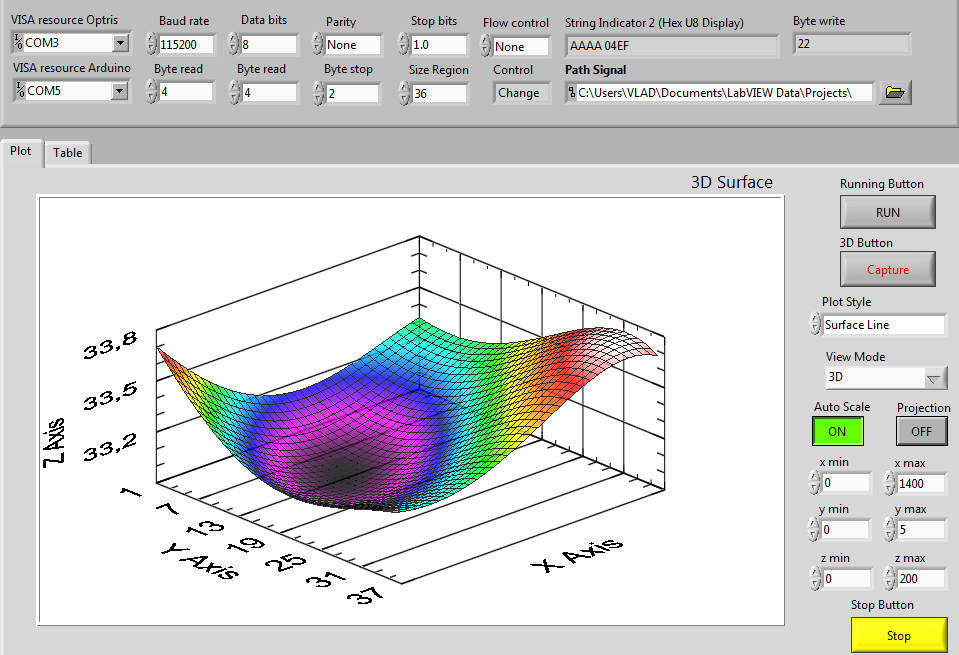 VISA resource Optris
Baud rate
Data bits
Parity
Stop bits
Flow control
String Indicator 2 (Hex U8 Display)
Byte write
COM3
115200
8
None
1.0
None
AAAA 04EF
22
VISA resource Arduino
Byte read
Byte read
Byte stop
Size Region
Control
Path Signal
COM5
4
4
2
36
Change
C:\Users\VLAD\Documents\LabVIEW Data\Projects\
Plot
Table
3D Surface
33,8
33,5
33,2
Z Axis
1
7
13
19
25
31
37
Y Axis
X Axis
Running Button
RUN
3D Button
Capture
Plot Style
Surface Line
View Mode
3D
Auto Scale
Projection
ON
OFF
x min
x max
0
1400
y min
y max
0
5
z min
z max
0
200
Stop Button
Stop